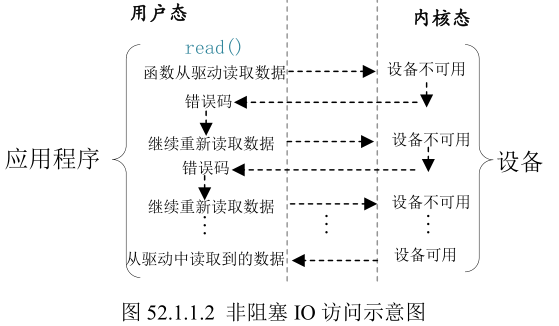 用户态 内核态
read()
函数从驱动读取数据 设备不可用
错误码
继续重新读取数据 设备不可用
应用程序 设备
错误码
继续重新读取数据 设备不可用
从驱动中读取到的数据 设备可用
图 52.1.1.2 非阻塞 IO 访问示意图